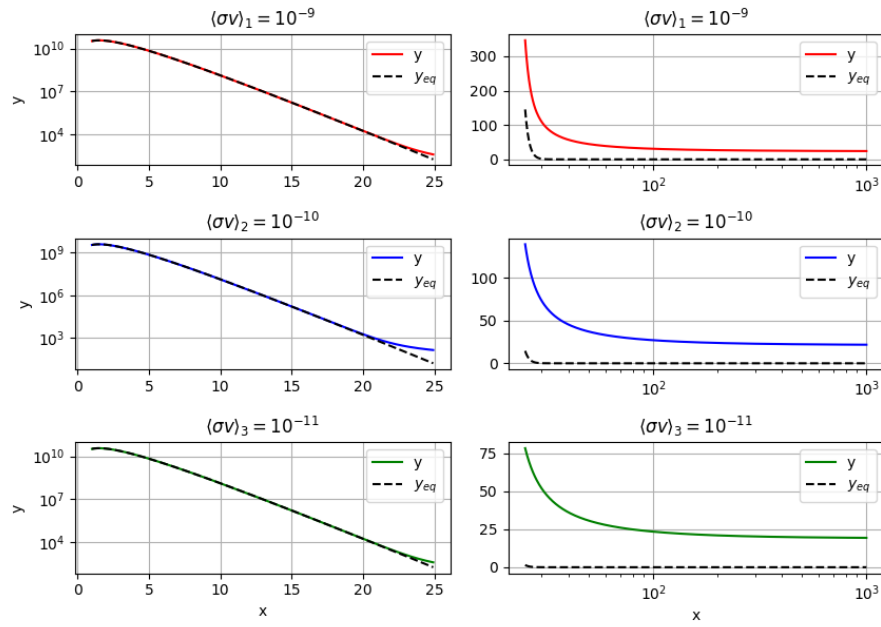 ⟨σv⟩₁ = 10⁻⁹
y
10¹⁰
10⁷
10⁴
y
y_eq
5 10 15 20 25
⟨σv⟩₁ = 10⁻⁹
300
200
100
0
y
y_eq
10² 10³
⟨σv⟩₂ = 10⁻¹⁰
y
10⁹
10⁶
10³
y
y_eq
0 5 10 15 20 25
⟨σv⟩₂ = 10⁻¹⁰
100
50
0
y
y_eq
10² 10³
⟨σv⟩₃ = 10⁻¹¹
y
10¹⁰
10⁷
10⁴
y
y_eq
0 5 10 15 20 25
x
⟨σv⟩₃ = 10⁻¹¹
75
50
25
0
y
y_eq
10² 10³
x